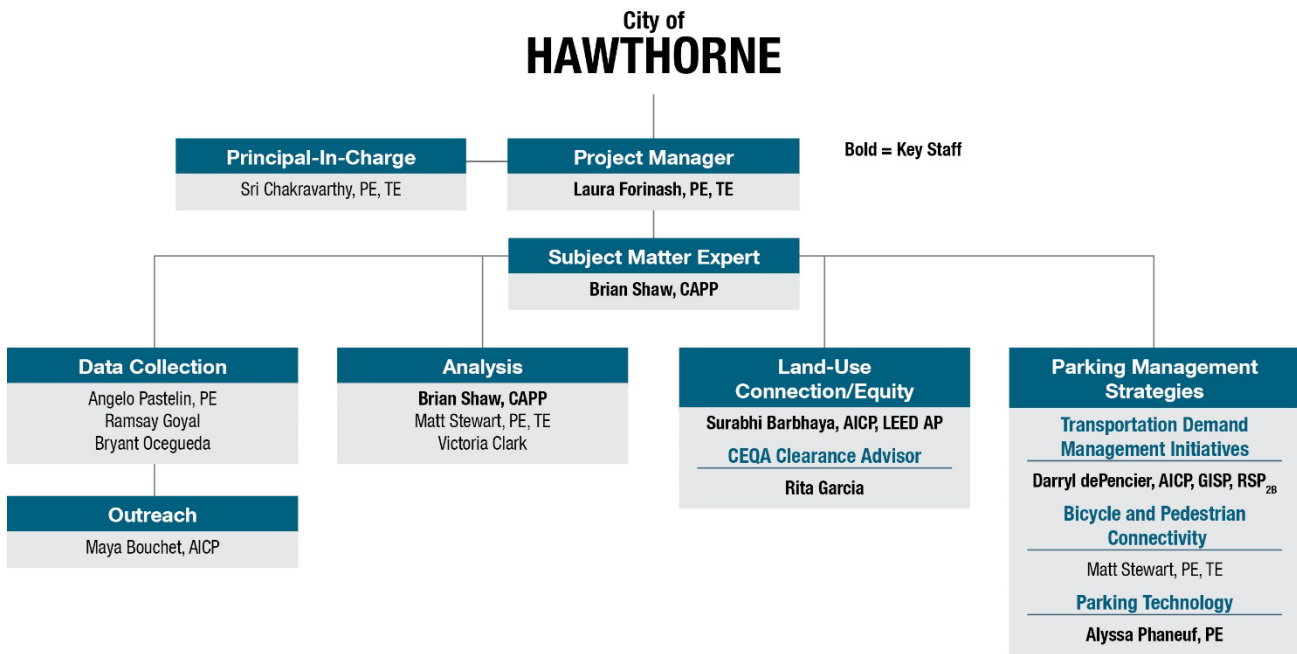 City of
HAWTHORNE
Principal-In-Charge
Sri Chakravarthy, PE, TE
Project Manager
Laura Forinash, PE, TE
Bold = Key Staff
Subject Matter Expert
Brian Shaw, CAPP
Data Collection
Angelo Pastelin, PE
Ramsay Goyal
Bryant Ocegueda
Outreach
Maya Bouchet, AICP
Analysis
Brian Shaw, CAPP
Matt Stewart, PE, TE
Victoria Clark
Land-Use
Connection/Equity
Surabhi Barbhaya, AICP, LEED AP
CEQA Clearance Advisor
Rita Garcia
Parking Management
Strategies
Transportation Demand
Management Initiatives
Darryl dePencier, AICP, GISP, RSP2B
Bicycle and Pedestrian
Connectivity
Matt Stewart, PE, TE
Parking Technology
Alyssa Phaneuf, PE